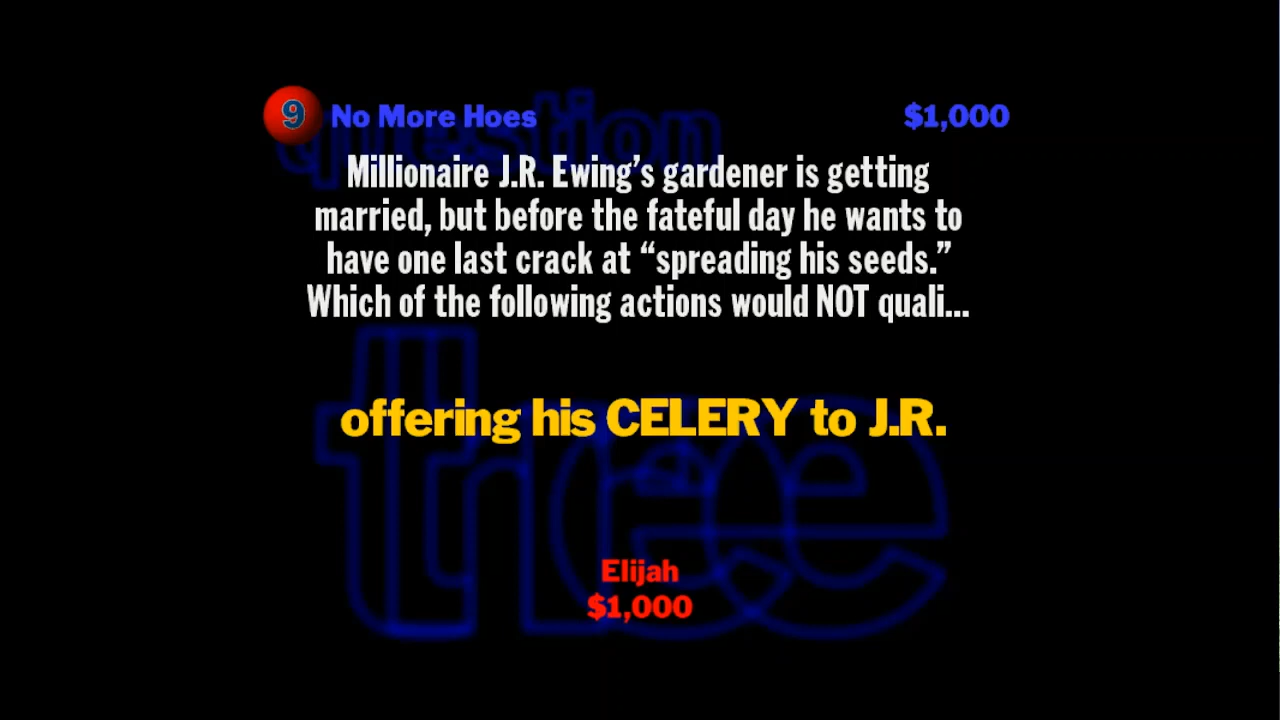 9 No More Hoes $1,000
question
Millionaire J.R. Ewing's gardener is getting
married, but before the fateful day he wants to
have one last crack at “spreading his seeds.”
Which of the following actions would NOT quali...
offering his CELERY to J.R.
Elijah
$1,000